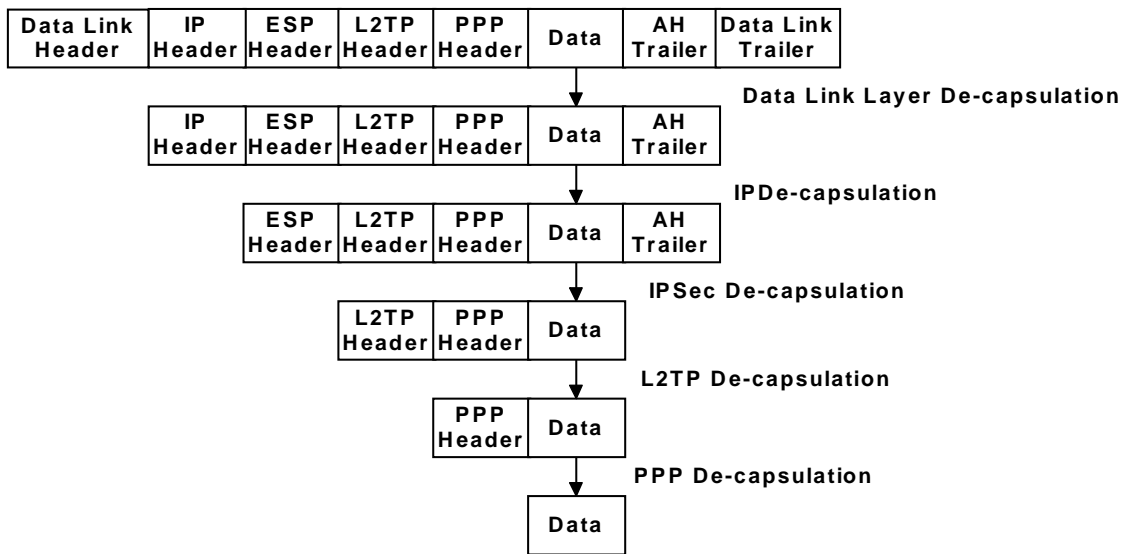 Data Link Header
IP Header
ESP Header
L2TP Header
PPP Header
Data
AH Trailer
Data Link Trailer
Data Link Layer De-capsulation
IP Header
ESP Header
L2TP Header
PPP Header
Data
AH Trailer
IPDe-capsulation
ESP Header
L2TP Header
PPP Header
Data
AH Trailer
IPSec De-capsulation
L2TP Header
PPP Header
Data
L2TP De-capsulation
PPP Header
Data
PPP De-capsulation
Data